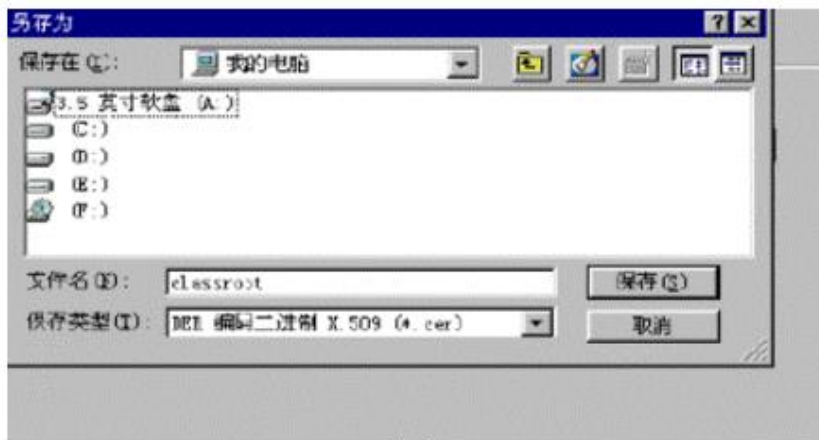 另存为
保存在(I):
我的电脑
3.5 英寸软盘 (A:)
(C:)
(D:)
(E:)
(F:)
文件名(N):
classroot
保存(S)
保存类型(T):
DER 编码二进制 X.509 (*.cer)
取消